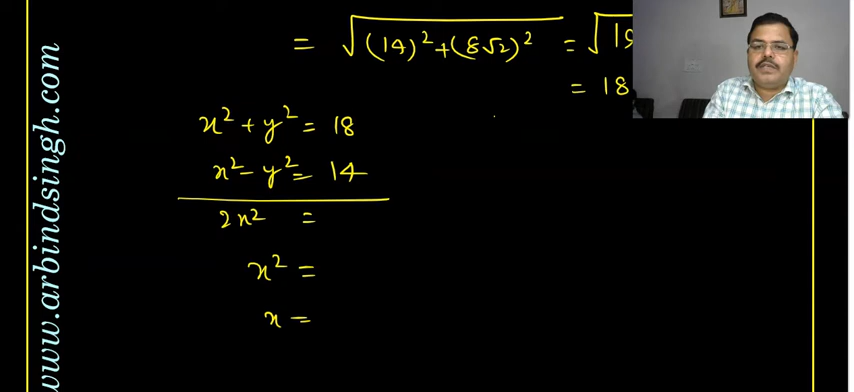 = √(14)² + (8√2)² = √19
= 18
x² + y² = 18
x² - y² = 14
2x² =
x² =
x =
www.arbindsingh.com